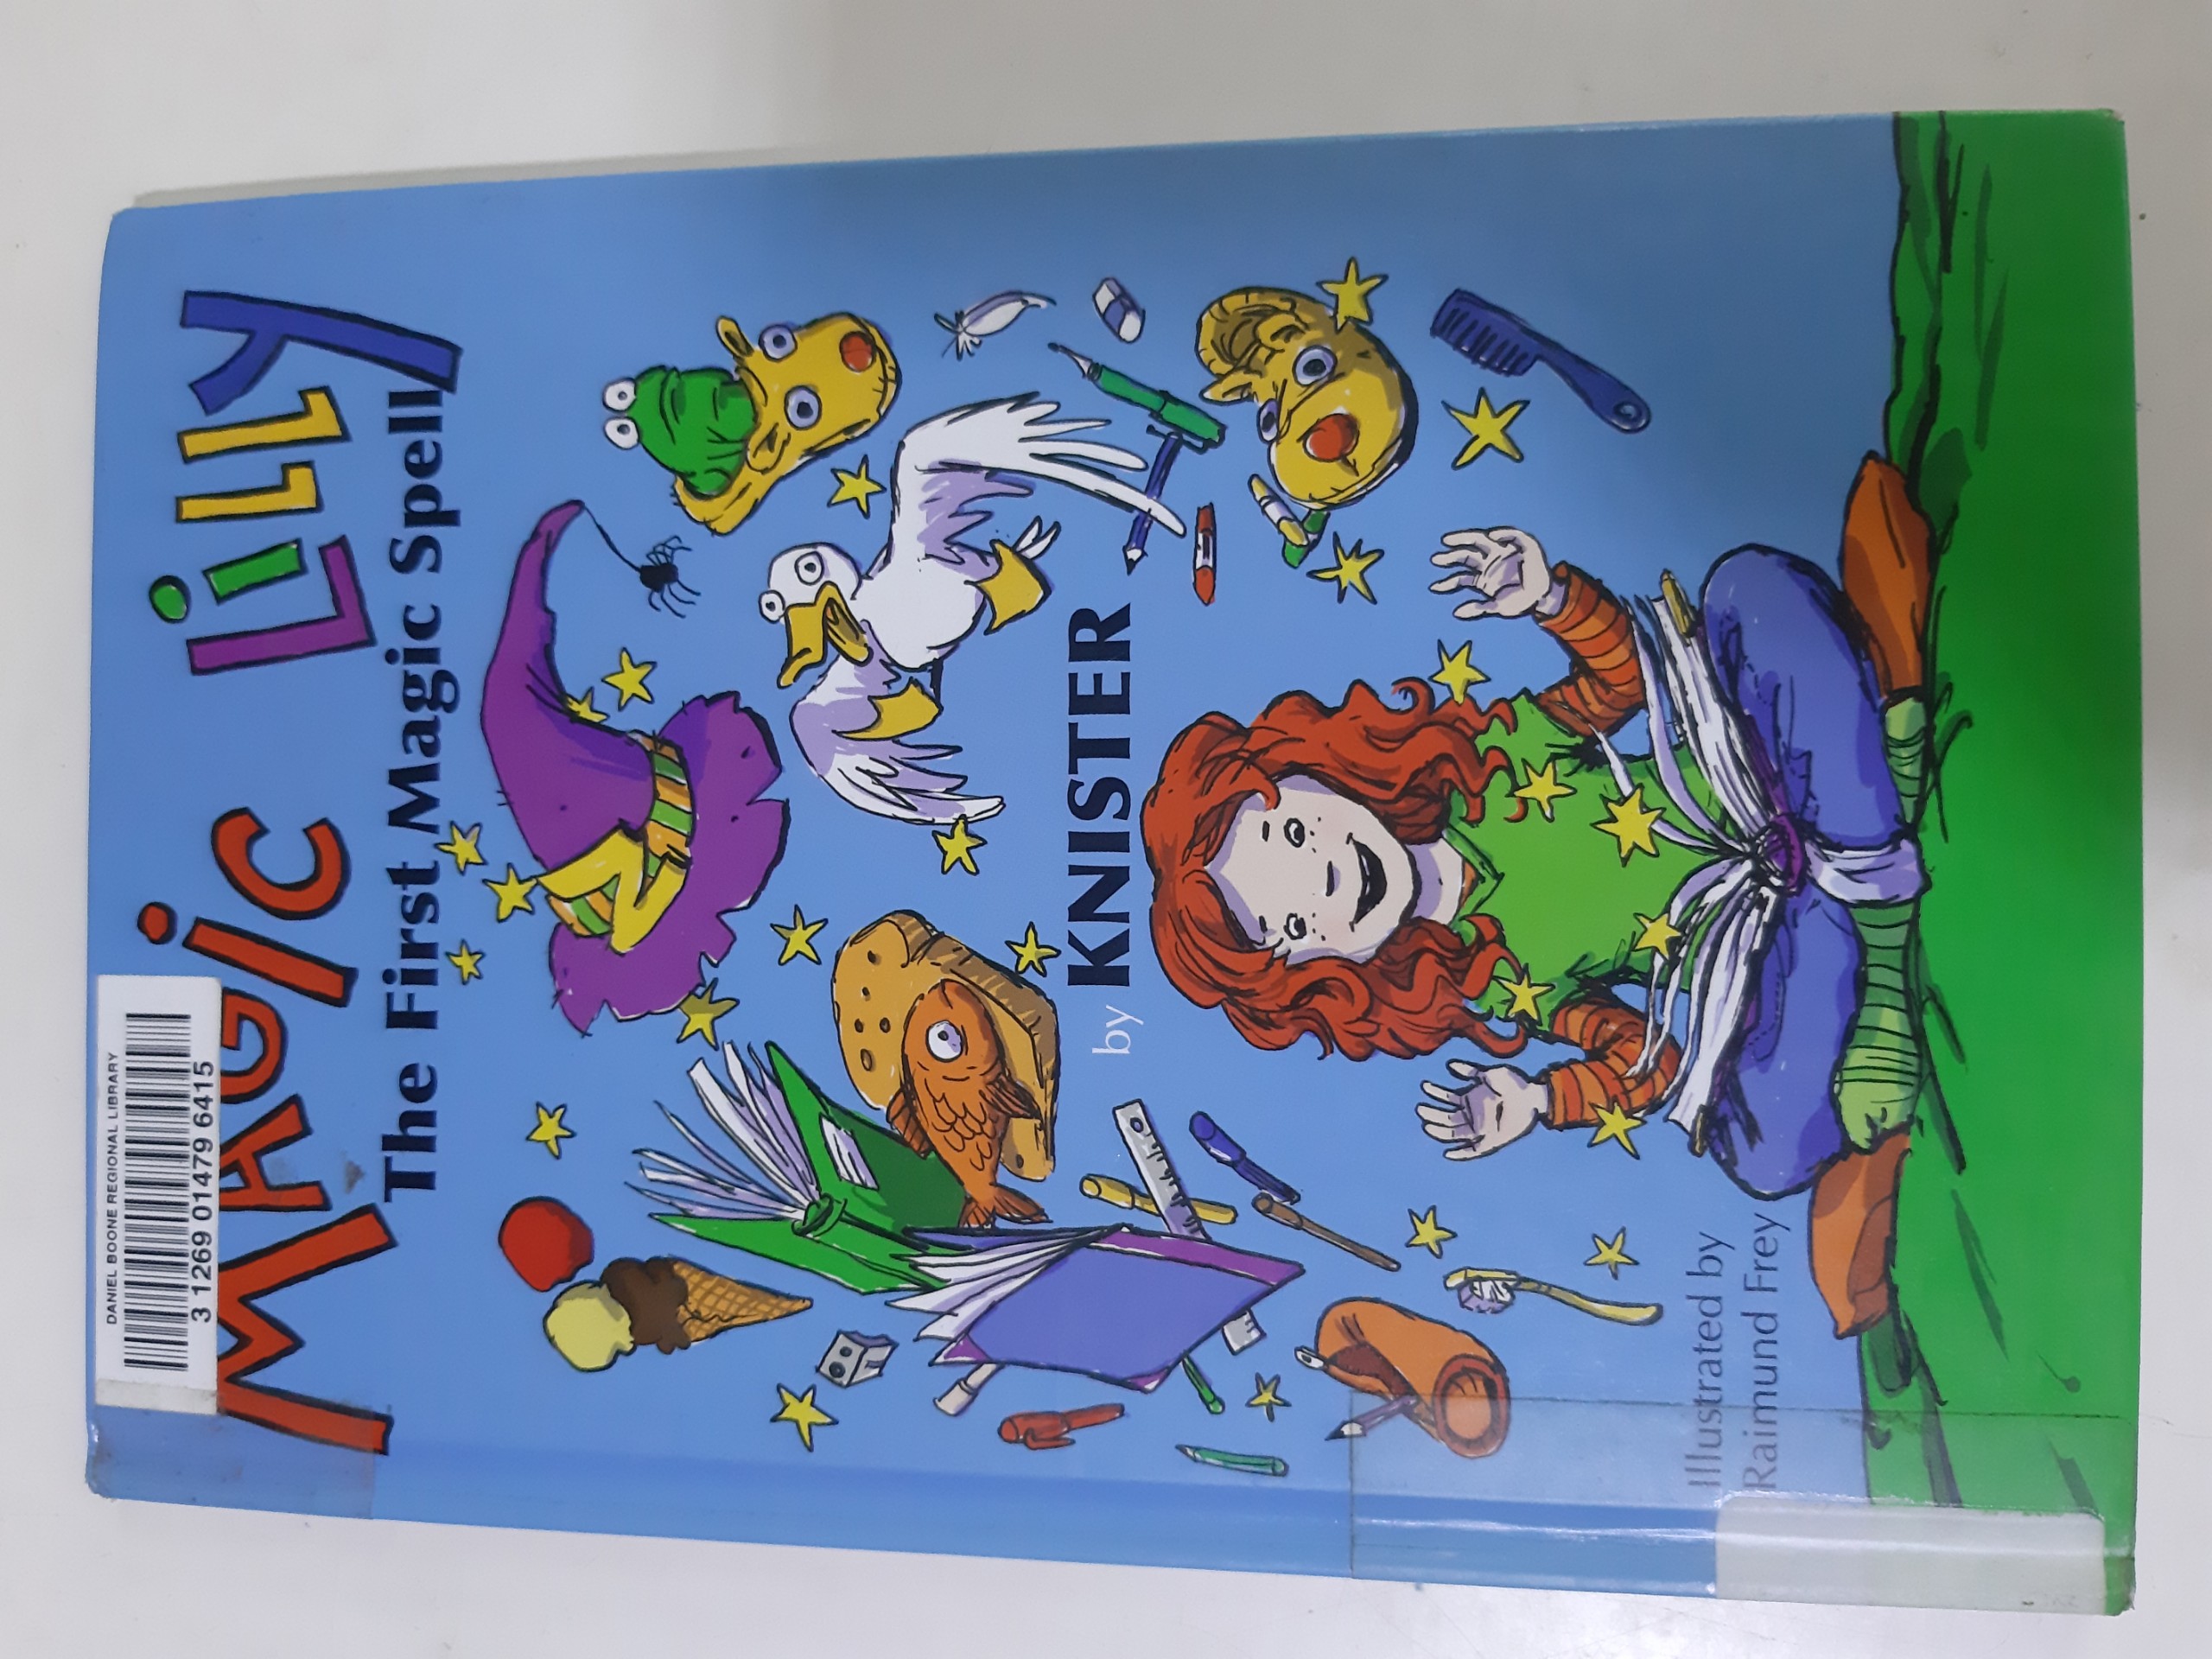 DANIEL BOONE REGIONAL LIBRARY
3 1269 01479 6415
MAGiC LiLLY
The First Magic Spell
by KNISTER
Illustrated by
Raimund Frey